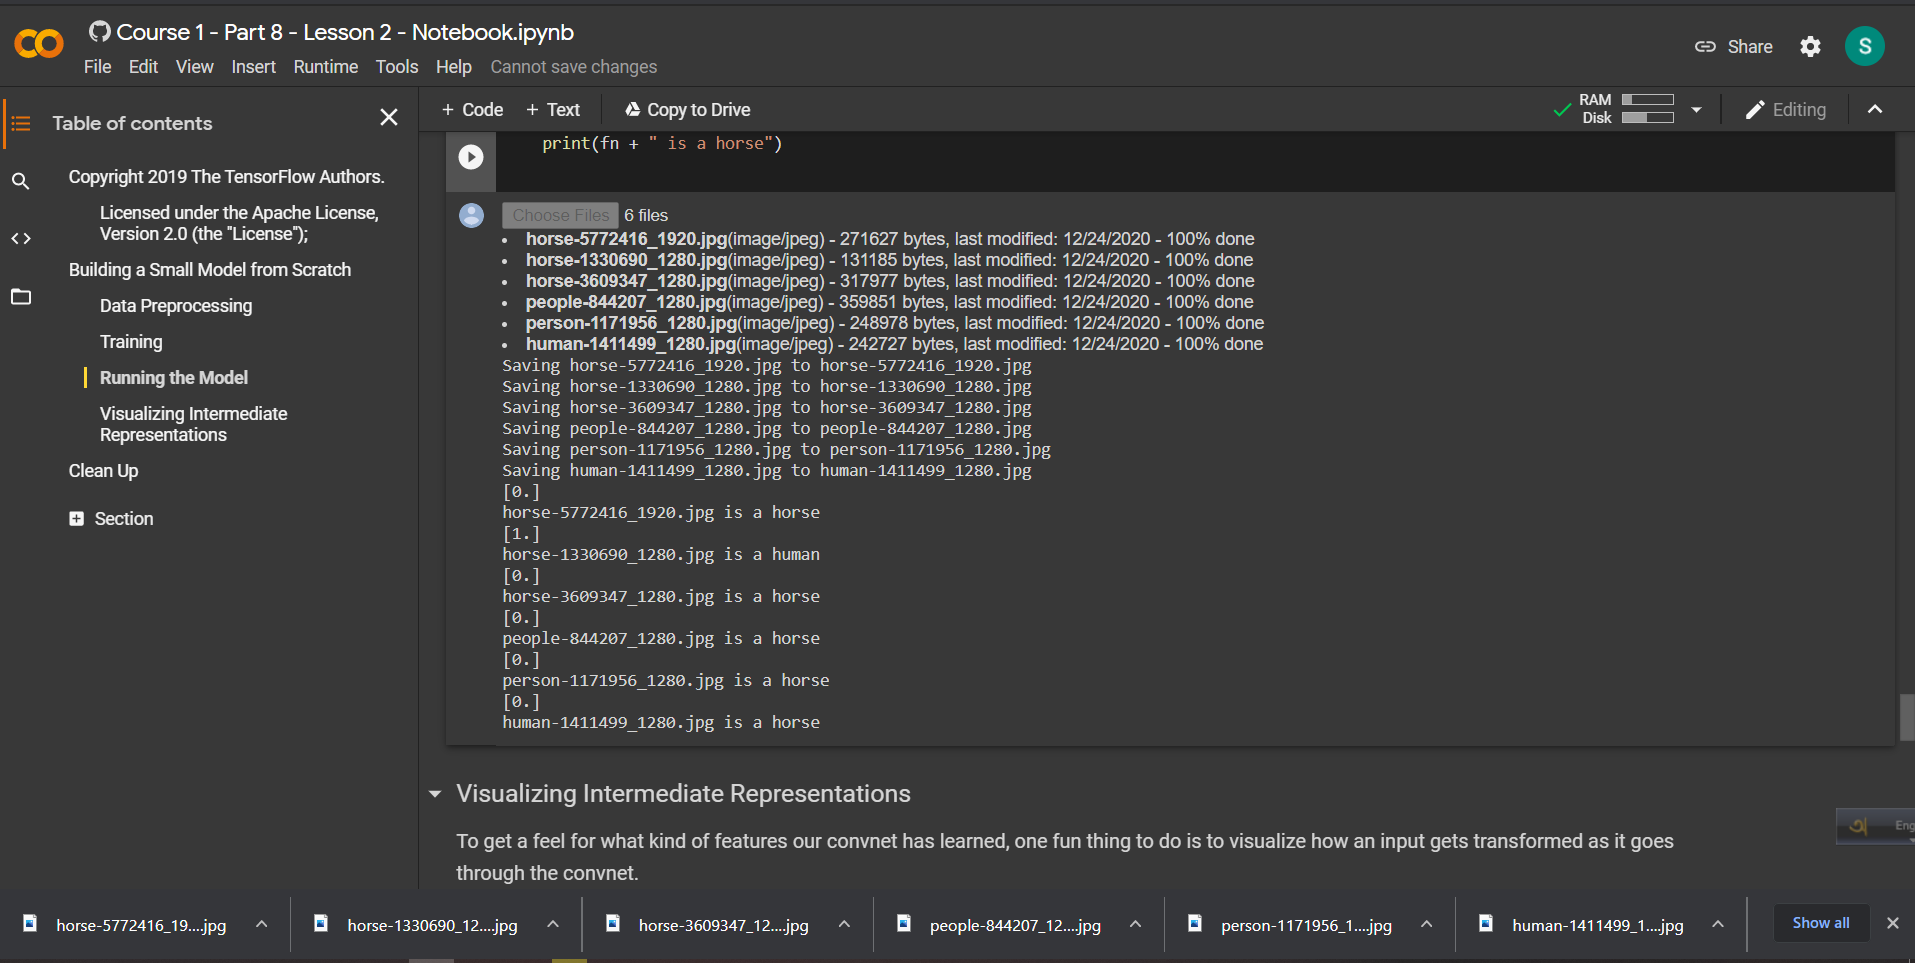 Course 1 - Part 8 - Lesson 2 - Notebook.ipynb
File Edit View Insert Runtime Tools Help Cannot save changes
Share
S
Table of contents
Copyright 2019 The TensorFlow Authors.
Licensed under the Apache License,
Version 2.0 (the "License");
Building a Small Model from Scratch
Data Preprocessing
Training
Running the Model
Visualizing Intermediate
Representations
Clean Up
Section
+ Code + Text Copy to Drive
RAM
Disk
Editing
print(fn + " is a horse")
Choose Files 6 files
• horse-5772416_1920.jpg(image/jpeg) - 271627 bytes, last modified: 12/24/2020 - 100% done
• horse-1330690_1280.jpg(image/jpeg) - 131185 bytes, last modified: 12/24/2020 - 100% done
• horse-3609347_1280.jpg(image/jpeg) - 317977 bytes, last modified: 12/24/2020 - 100% done
• people-844207_1280.jpg(image/jpeg) - 359851 bytes, last modified: 12/24/2020 - 100% done
• person-1171956_1280.jpg(image/jpeg) - 248978 bytes, last modified: 12/24/2020 - 100% done
• human-1411499_1280.jpg(image/jpeg) - 242727 bytes, last modified: 12/24/2020 - 100% done
Saving horse-5772416_1920.jpg to horse-5772416_1920.jpg
Saving horse-1330690_1280.jpg to horse-1330690_1280.jpg
Saving horse-3609347_1280.jpg to horse-3609347_1280.jpg
Saving people-844207_1280.jpg to people-844207_1280.jpg
Saving person-1171956_1280.jpg to person-1171956_1280.jpg
Saving human-1411499_1280.jpg to human-1411499_1280.jpg
[0.]
horse-5772416_1920.jpg is a horse
[1.]
horse-1330690_1280.jpg is a human
[0.]
horse-3609347_1280.jpg is a horse
[0.]
people-844207_1280.jpg is a horse
[0.]
person-1171956_1280.jpg is a horse
[0.]
human-1411499_1280.jpg is a horse
Visualizing Intermediate Representations
To get a feel for what kind of features our convnet has learned, one fun thing to do is to visualize how an input gets transformed as it goes
through the convnet.
অ Eng
horse-5772416_19....jpg horse-1330690_12....jpg horse-3609347_12....jpg people-844207_12....jpg person-1171956_1....jpg human-1411499_1....jpg Show all